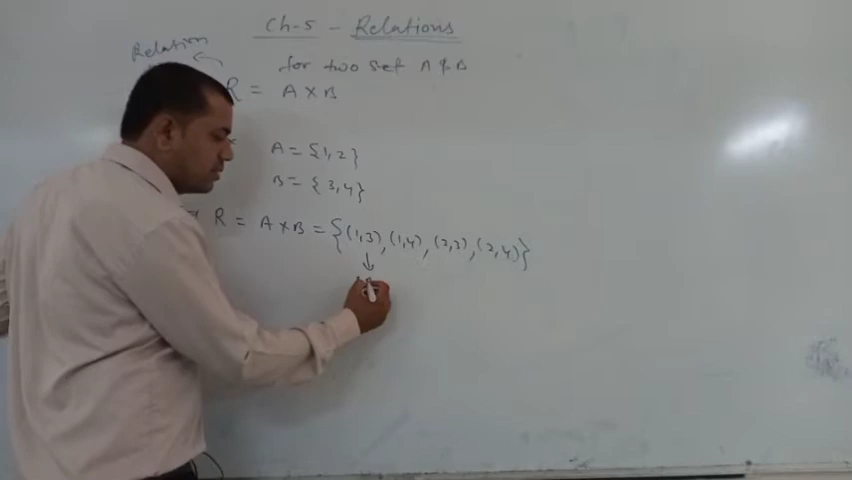 Ch-5 - Relations
Relation
for two set A & B
R = A × B
A = {1,2}
B = {3,4}
R = A × B = {(1,3), (1,4), (2,3), (2,4)}